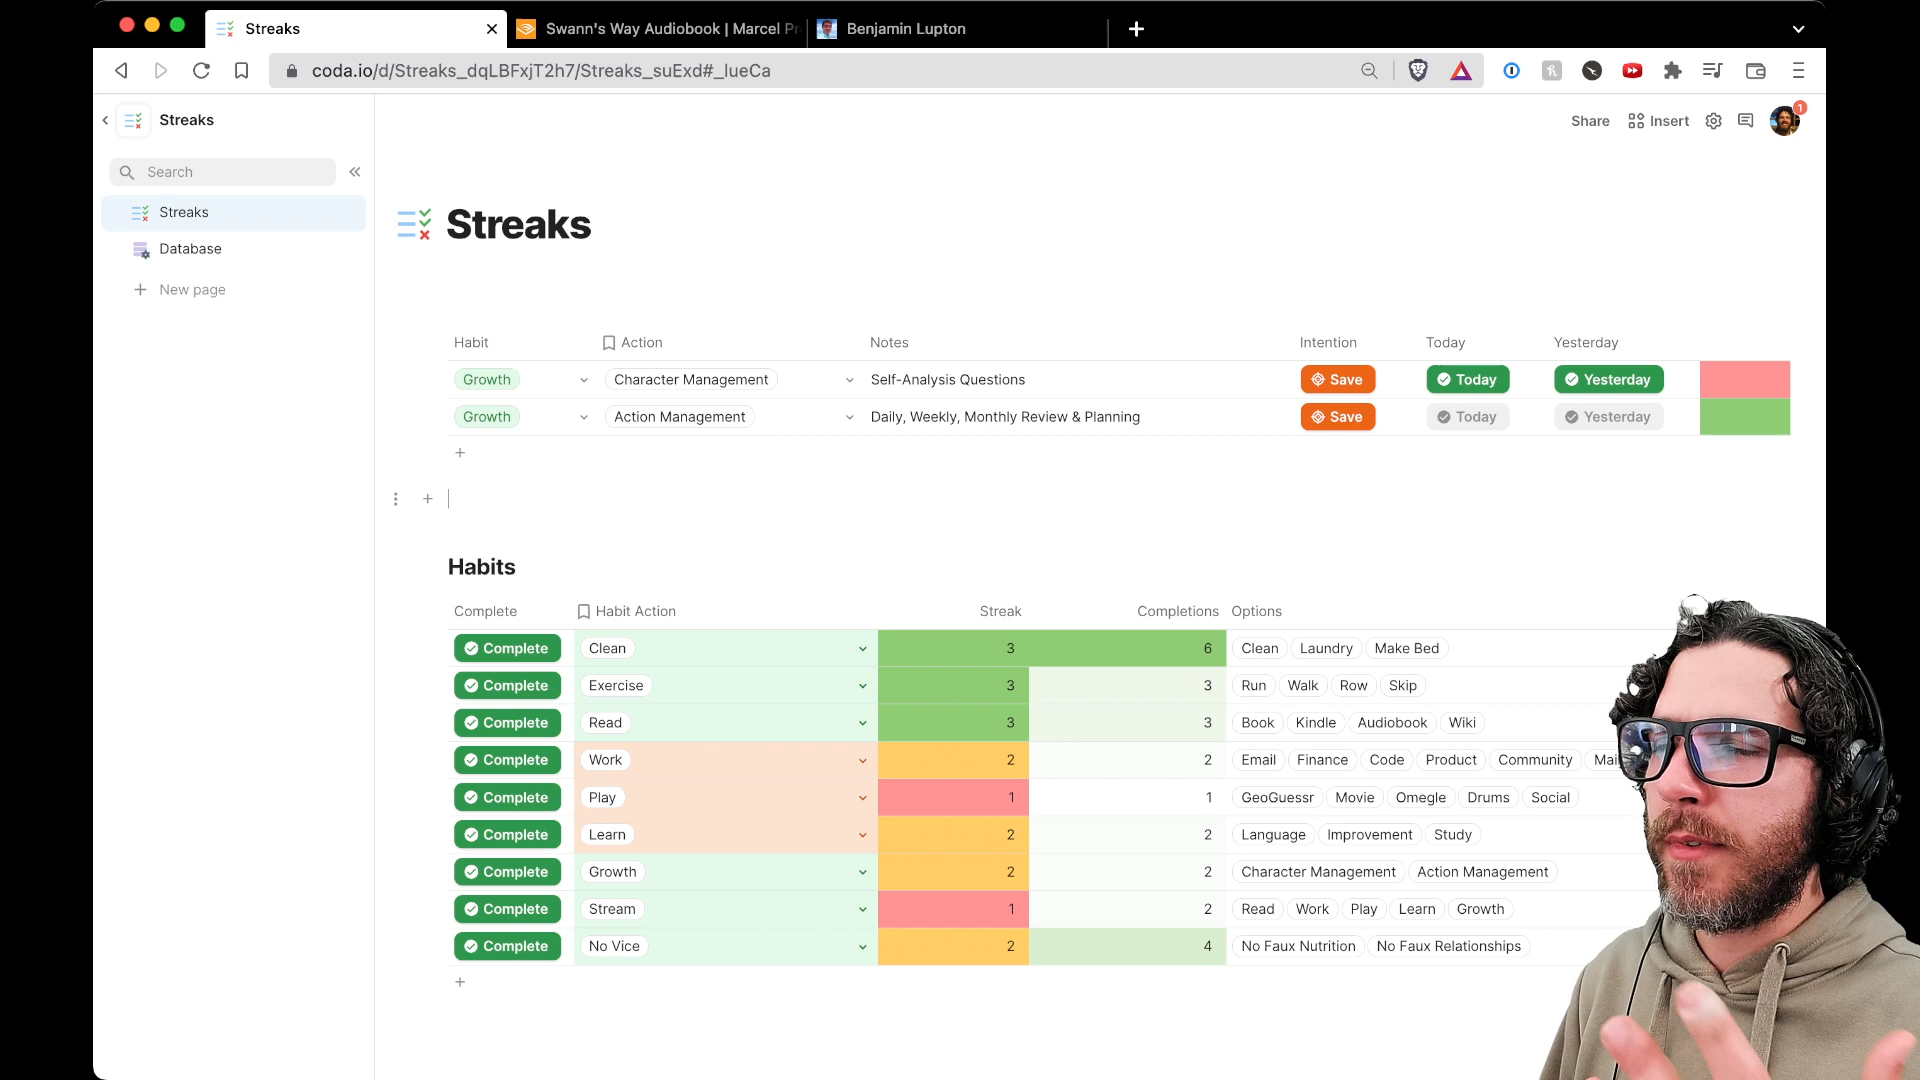 Streaks
Swann's Way Audiobook | Marcel Pr
Benjamin Lupton
coda.io/d/Streaks_dqLBFxjT2h7/Streaks_suExd#_lueCa
Streaks
Share Insert 1
Search
Streaks
Database
New page
Streaks
Habit Action Notes Intention Today Yesterday
Growth Character Management Self-Analysis Questions Save Today Yesterday
Growth Action Management Daily, Weekly, Monthly Review & Planning Save Today Yesterday
Habits
Complete Habit Action Streak Completions Options
Complete Clean 3 6 Clean Laundry Make Bed
Complete Exercise 3 3 Run Walk Row Skip
Complete Read 3 3 Book Kindle Audiobook Wiki
Complete Work 2 2 Email Finance Code Product Community
Complete Play 1 1 GeoGuessr Movie Omegle Drums Social
Complete Learn 2 2 Language Improvement Study
Complete Growth 2 2 Character Management Action Management
Complete Stream 1 2 Read Work Play Learn Growth
Complete No Vice 2 4 No Faux Nutrition No Faux Relationships